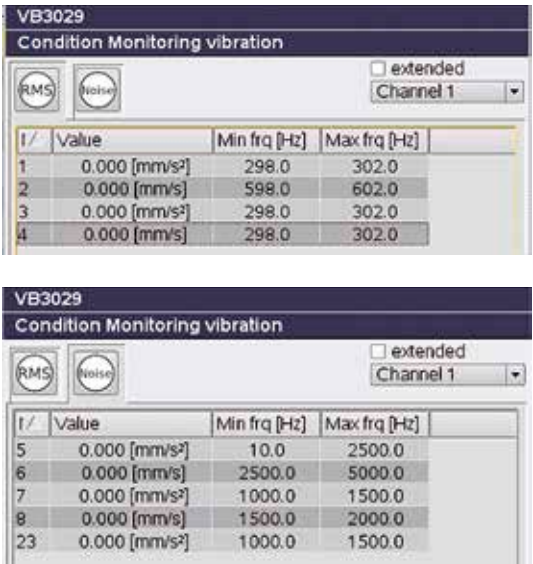 VB3029
Condition Monitoring vibration
extended
RMS Noise Channel 1
Value Min frq [Hz] Max frq [Hz]
1 0.000 [mm/s²] 298.0 302.0
2 0.000 [mm/s] 598.0 602.0
3 0.000 [mm/s²] 298.0 302.0
4 0.000 [mm/s] 298.0 302.0
VB3029
Condition Monitoring vibration
extended
RMS Noise Channel 1
Value Min frq [Hz] Max frq [Hz]
5 0.000 [mm/s²] 10.0 2500.0
6 0.000 [mm/s] 2500.0 5000.0
7 0.000 [mm/s²] 1000.0 1500.0
8 0.000 [mm/s] 1500.0 2000.0
23 0.000 [mm/s²] 1000.0 1500.0